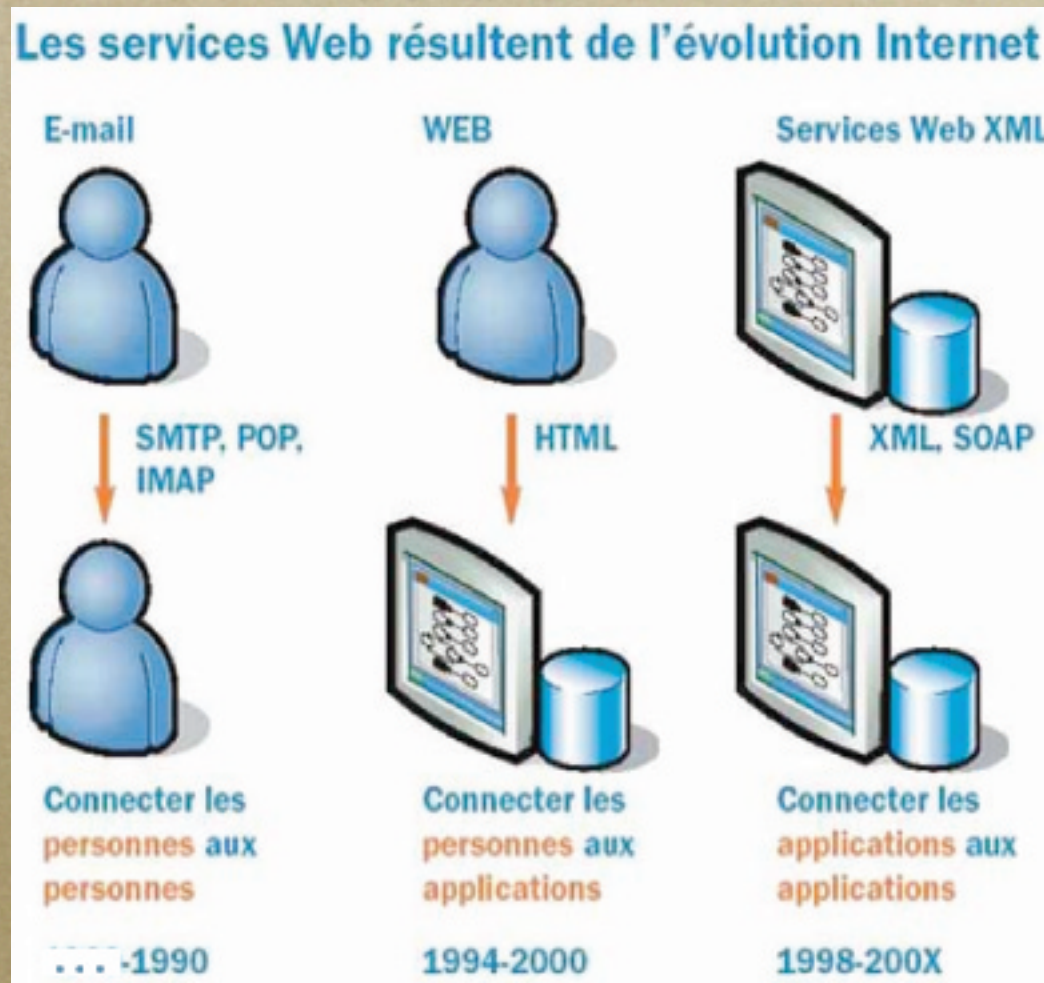 Les services Web résultent de l'évolution Internet
E-mail
WEB
Services Web XML
SMTP, POP,
IMAP
HTML
XML, SOAP
Connecter les
personnes aux
personnes
Connecter les
personnes aux
applications
Connecter les
applications aux
applications
...-1990
1994-2000
1998-200X